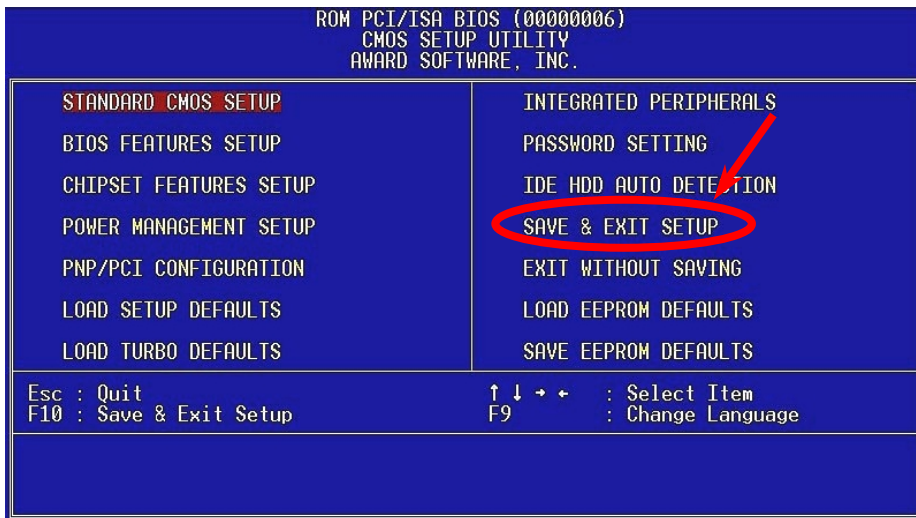 ROM PCI/ISA BIOS (00000006)
CMOS SETUP UTILITY
AWARD SOFTWARE, INC.
STANDARD CMOS SETUP
BIOS FEATURES SETUP
CHIPSET FEATURES SETUP
POWER MANAGEMENT SETUP
PNP/PCI CONFIGURATION
LOAD SETUP DEFAULTS
LOAD TURBO DEFAULTS
INTEGRATED PERIPHERALS
PASSWORD SETTING
IDE HDD AUTO DETECTION
SAVE & EXIT SETUP
EXIT WITHOUT SAVING
LOAD EEPROM DEFAULTS
SAVE EEPROM DEFAULTS
Esc : Quit
F10 : Save & Exit Setup
↑ ↓ → ← : Select Item
F9 : Change Language